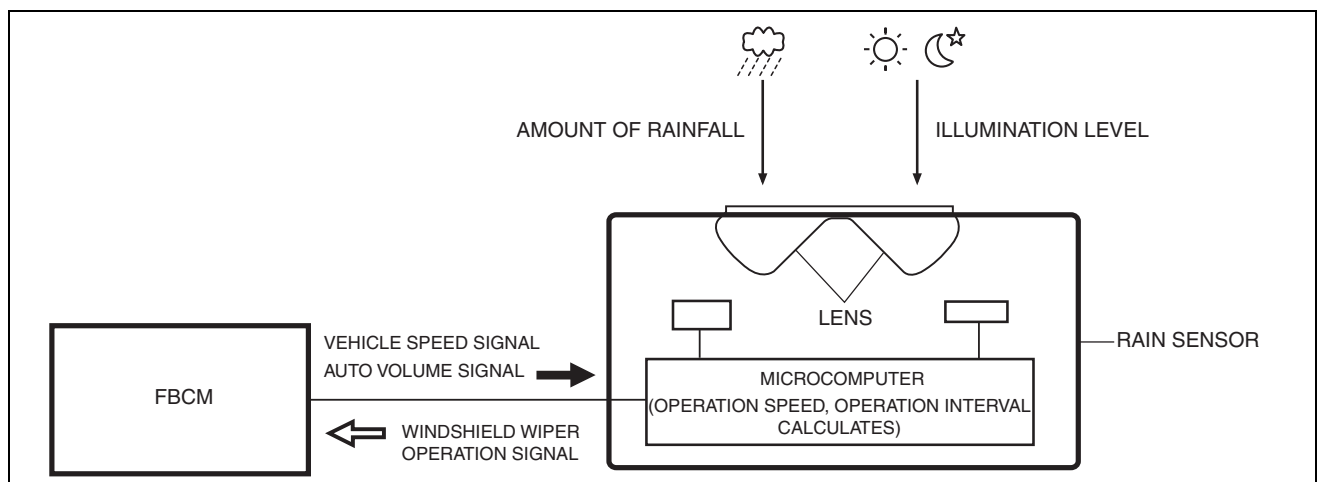 AMOUNT OF RAINFALL
ILLUMINATION LEVEL
LENS
RAIN SENSOR
VEHICLE SPEED SIGNAL
AUTO VOLUME SIGNAL
FBCM
MICROCOMPUTER
(OPERATION SPEED, OPERATION INTERVAL
CALCULATES)
WINDSHIELD WIPER
OPERATION SIGNAL